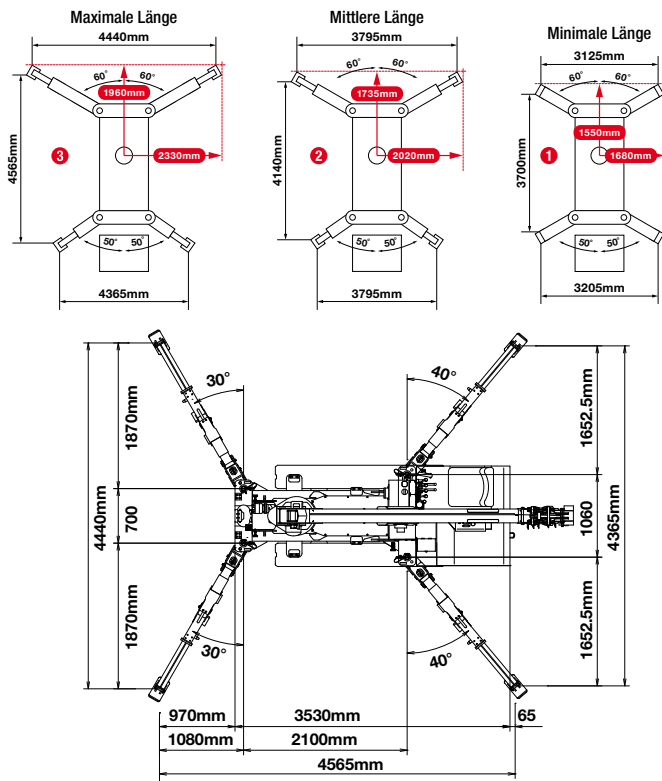 Maximale Länge
4440mm
60° 60°
1960mm
4565mm
3
2330mm
50° 50°
4365mm
Mittlere Länge
3795mm
60° 60°
1735mm
4140mm
2
2020mm
50° 50°
3795mm
Minimale Länge
3125mm
60° 60°
1550mm
3700mm
1
1680mm
50° 50°
3205mm
30° 40°
1870mm
1652.5mm
4440mm
700
1060
4365mm
1870mm
1652.5mm
30° 40°
970mm 3530mm 65
1080mm 2100mm
4565mm